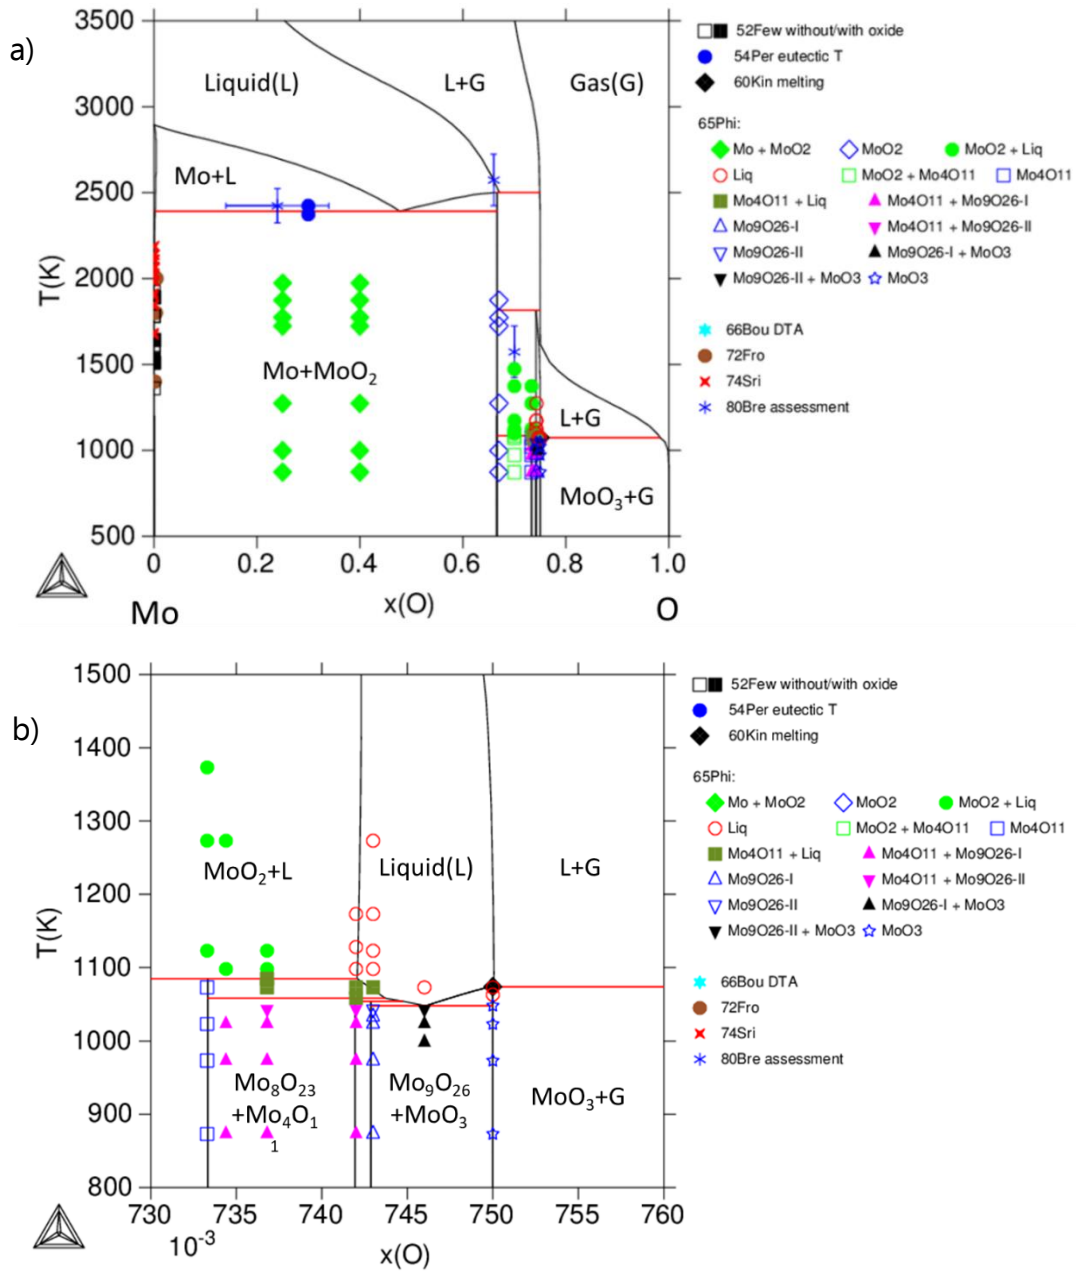 a)
3500
3000
2500
2000
1500
1000
500
T(K)
Liquid(L)
L+G
Gas(G)
Mo+L
Mo+MoO2
L+G
MoO3+G
0
0.2
0.4
0.6
0.8
1.0
x(O)
Mo
O
52Few without/with oxide
54Per eutectic T
60Kin melting
65Phi:
Mo + MoO2
MoO2
MoO2 + Liq
Liq
MoO2 + Mo4O11
Mo4O11
Mo4O11 + Liq
Mo4O11 + Mo9O26-I
Mo9O26-I
Mo4O11 + Mo9O26-II
Mo9O26-II
Mo9O26-I + MoO3
Mo9O26-II + MoO3
MoO3
66Bou DTA
72Fro
74Sri
80Bre assessment
b)
1500
1400
1300
1200
1100
1000
900
800
T(K)
MoO2+L
Liquid(L)
L+G
Mo8O23
+Mo4O1
1
Mo9O26
+MoO3
MoO3+G
730
735
740
745
750
755
760
10-3
x(O)
52Few without/with oxide
54Per eutectic T
60Kin melting
65Phi:
Mo + MoO2
MoO2
MoO2 + Liq
Liq
MoO2 + Mo4O11
Mo4O11
Mo4O11 + Liq
Mo4O11 + Mo9O26-I
Mo9O26-I
Mo4O11 + Mo9O26-II
Mo9O26-II
Mo9O26-I + MoO3
Mo9O26-II + MoO3
MoO3
66Bou DTA
72Fro
74Sri
80Bre assessment